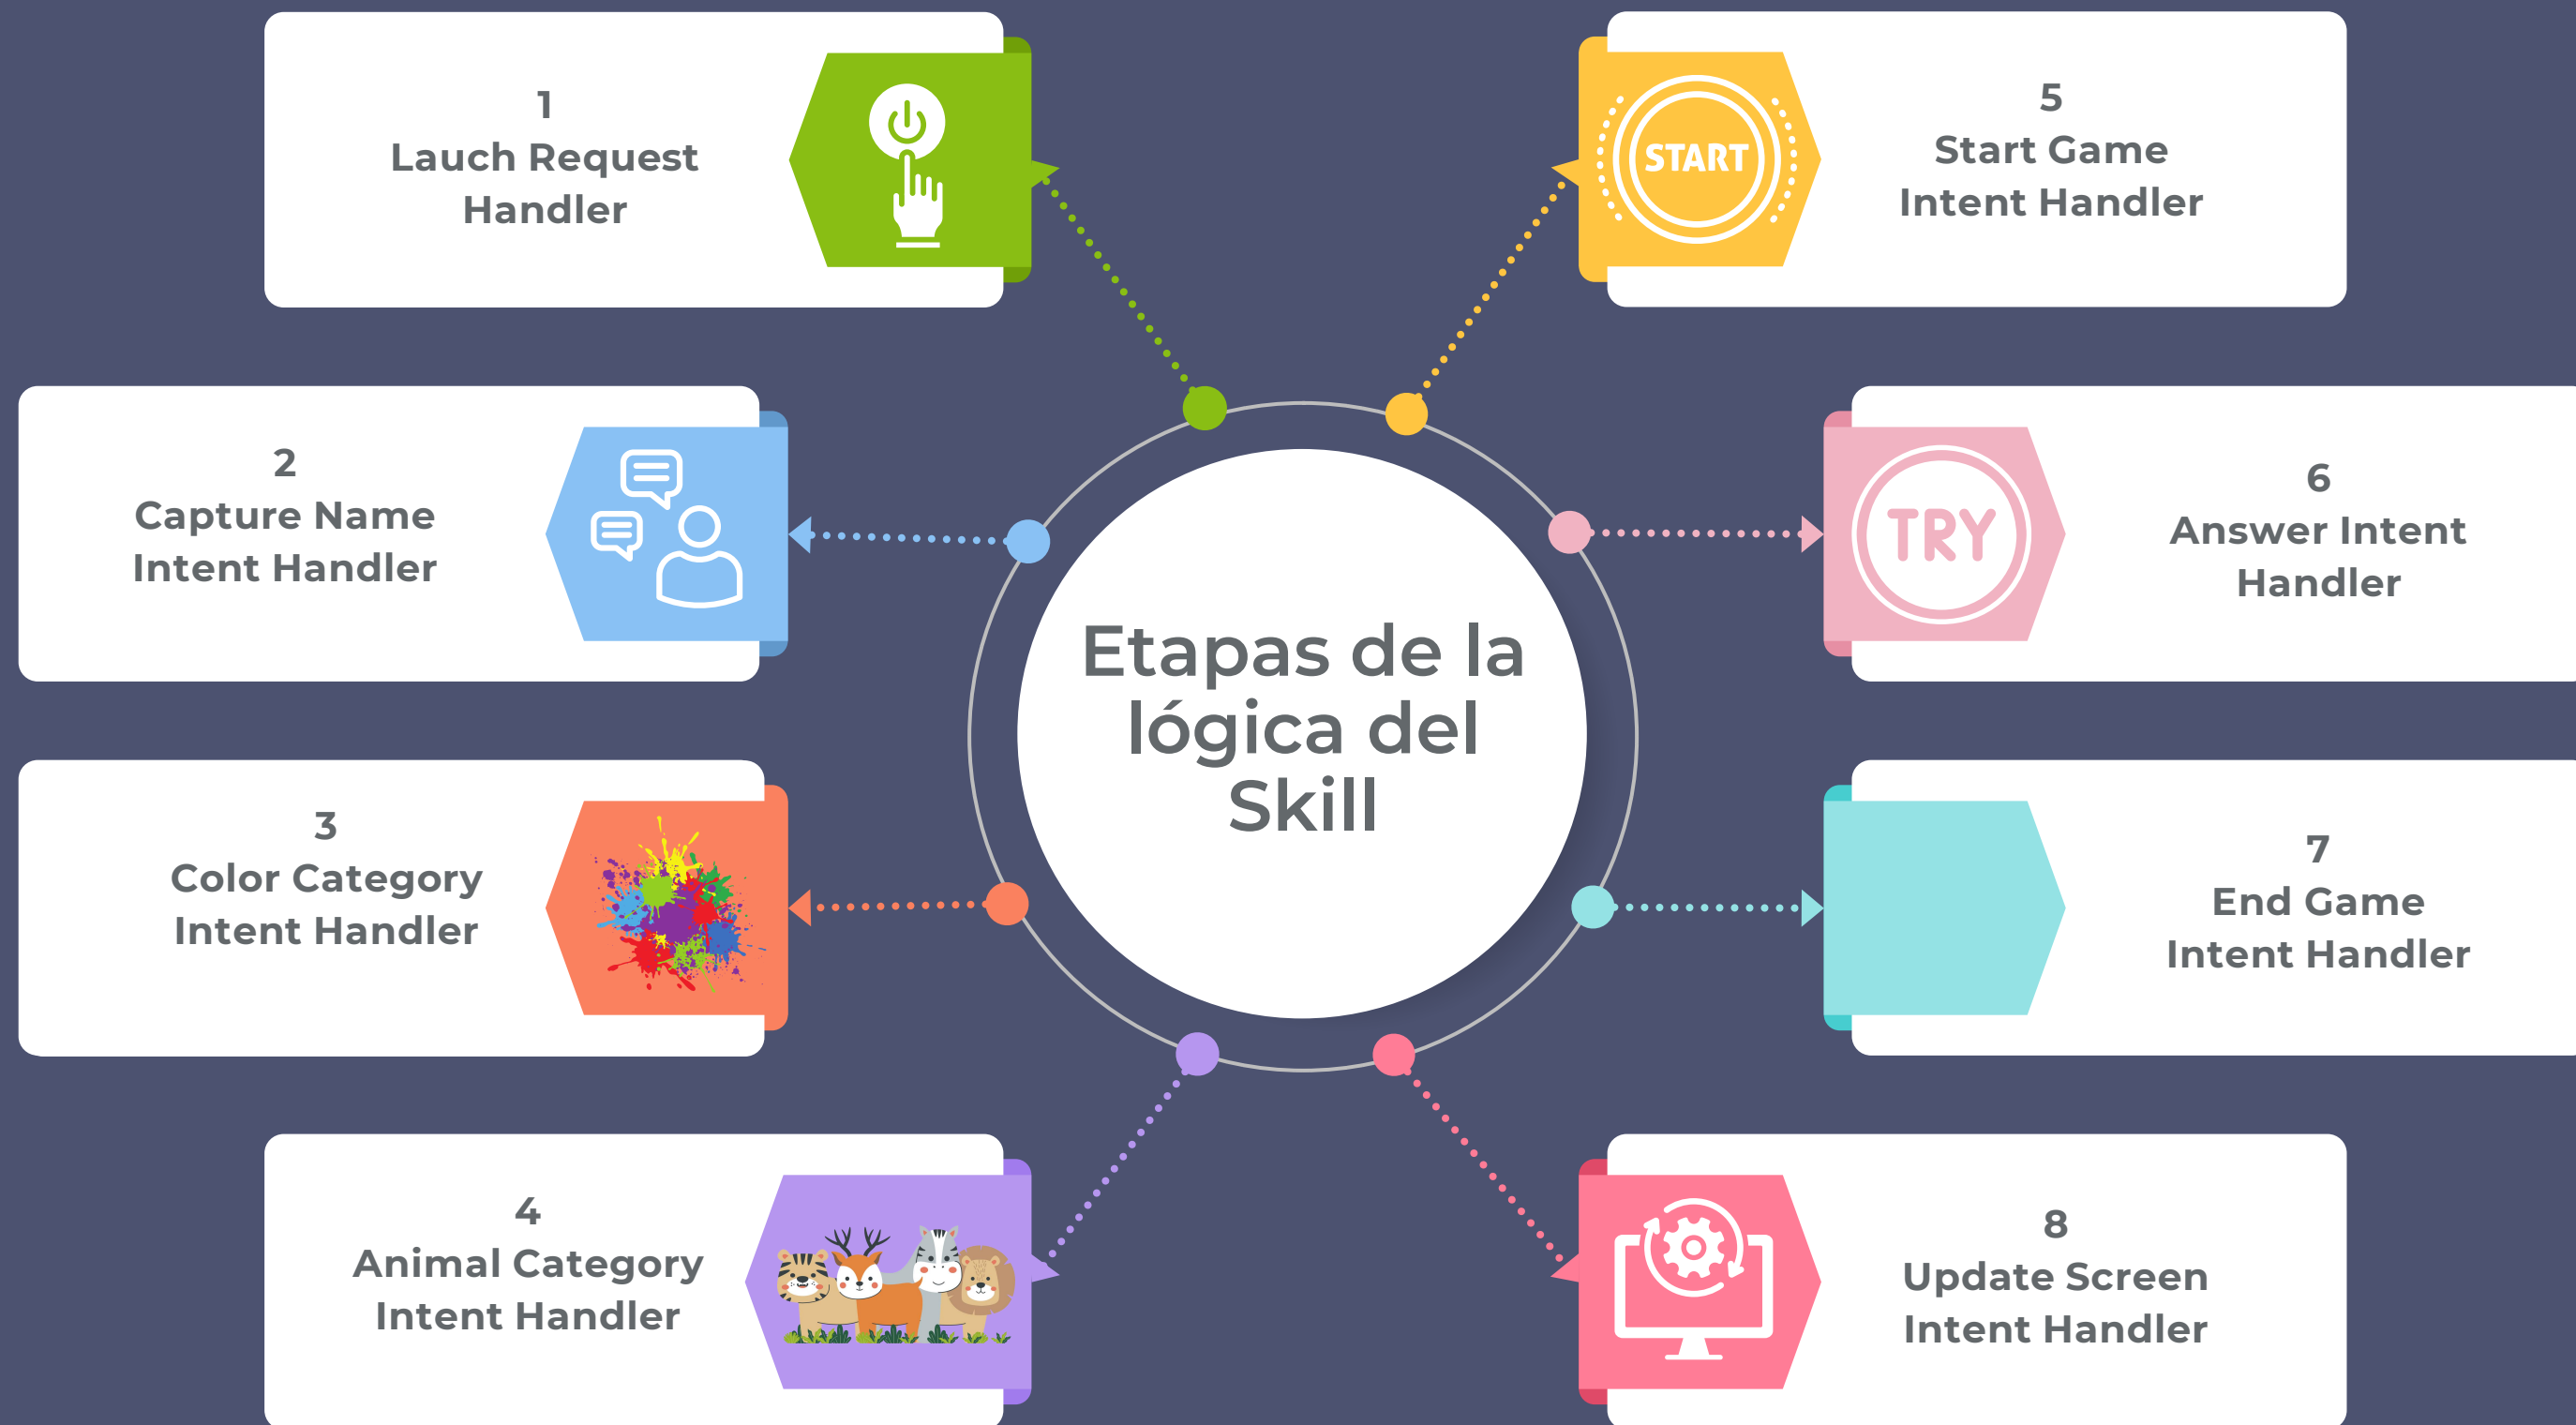 1
Lauch Request
Handler
2
Capture Name
Intent Handler
3
Color Category
Intent Handler
4
Animal Category
Intent Handler
Etapas de la
lógica del
Skill
START
5
Start Game
Intent Handler
TRY
6
Answer Intent
Handler
7
End Game
Intent Handler
8
Update Screen
Intent Handler